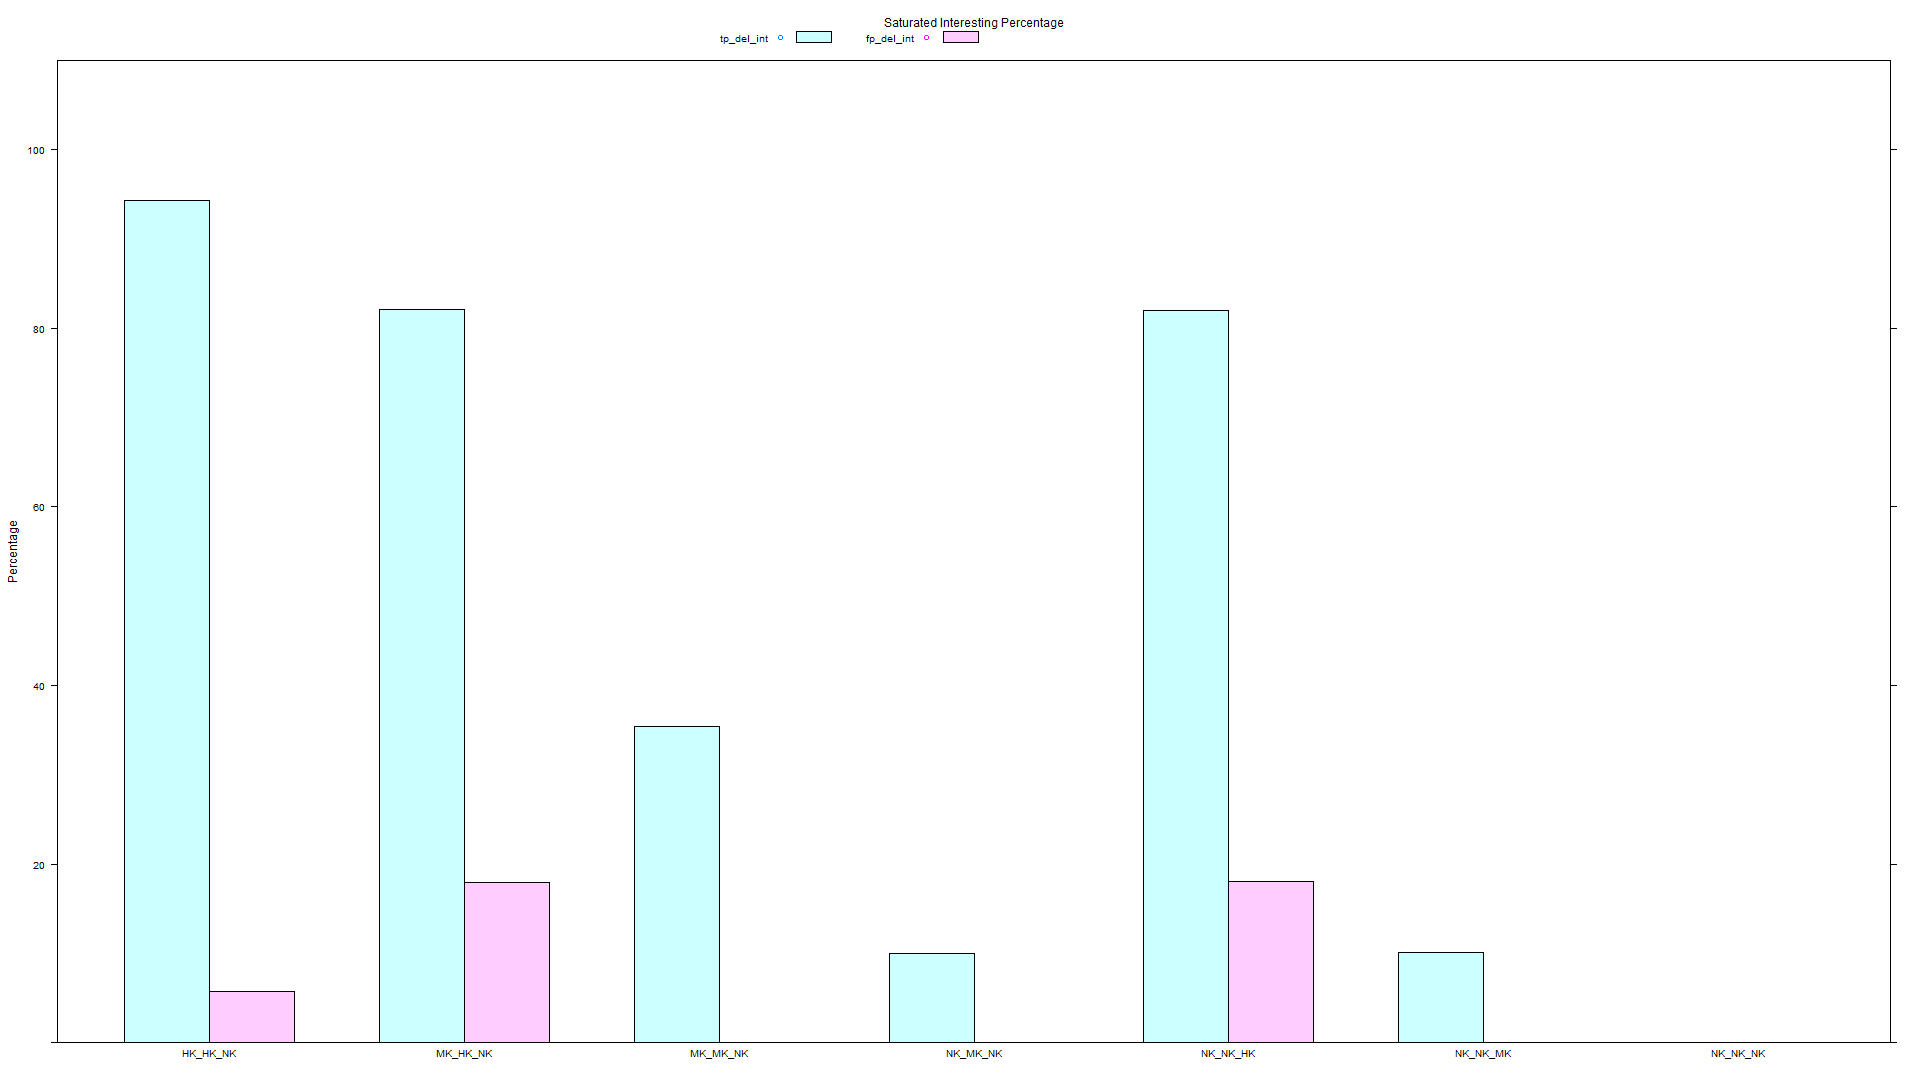 Saturated Interesting Percentage
tp_del_int
fp_del_int
Percentage
100
80
60
40
20
HK_HK_NK
MK_HK_NK
MK_MK_NK
NK_MK_NK
NK_NK_HK
NK_NK_MK
NK_NK_NK